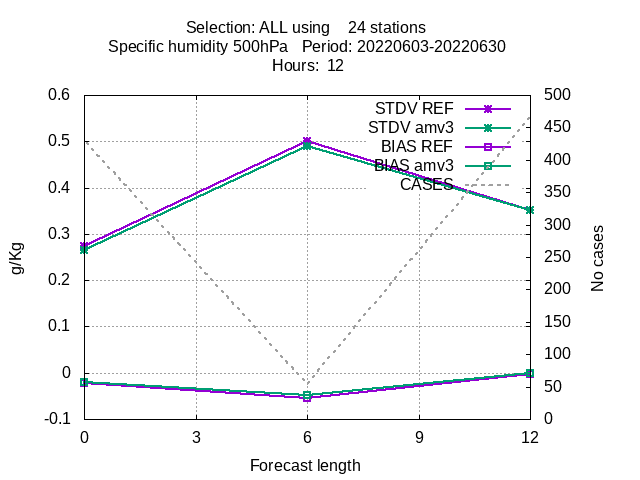 Selection: ALL using    24 stations
Specific humidity 500hPa   Period: 20220603-20220630
Hours:  12
0.6
0.5
0.4
0.3
0.2
0.1
0
-0.1
g/Kg
STDV REF
STDV amv3
BIAS REF
BIAS amv3
CASES
500
450
400
350
300
250
200
150
100
50
0
No cases
0 3 6 9 12
Forecast length